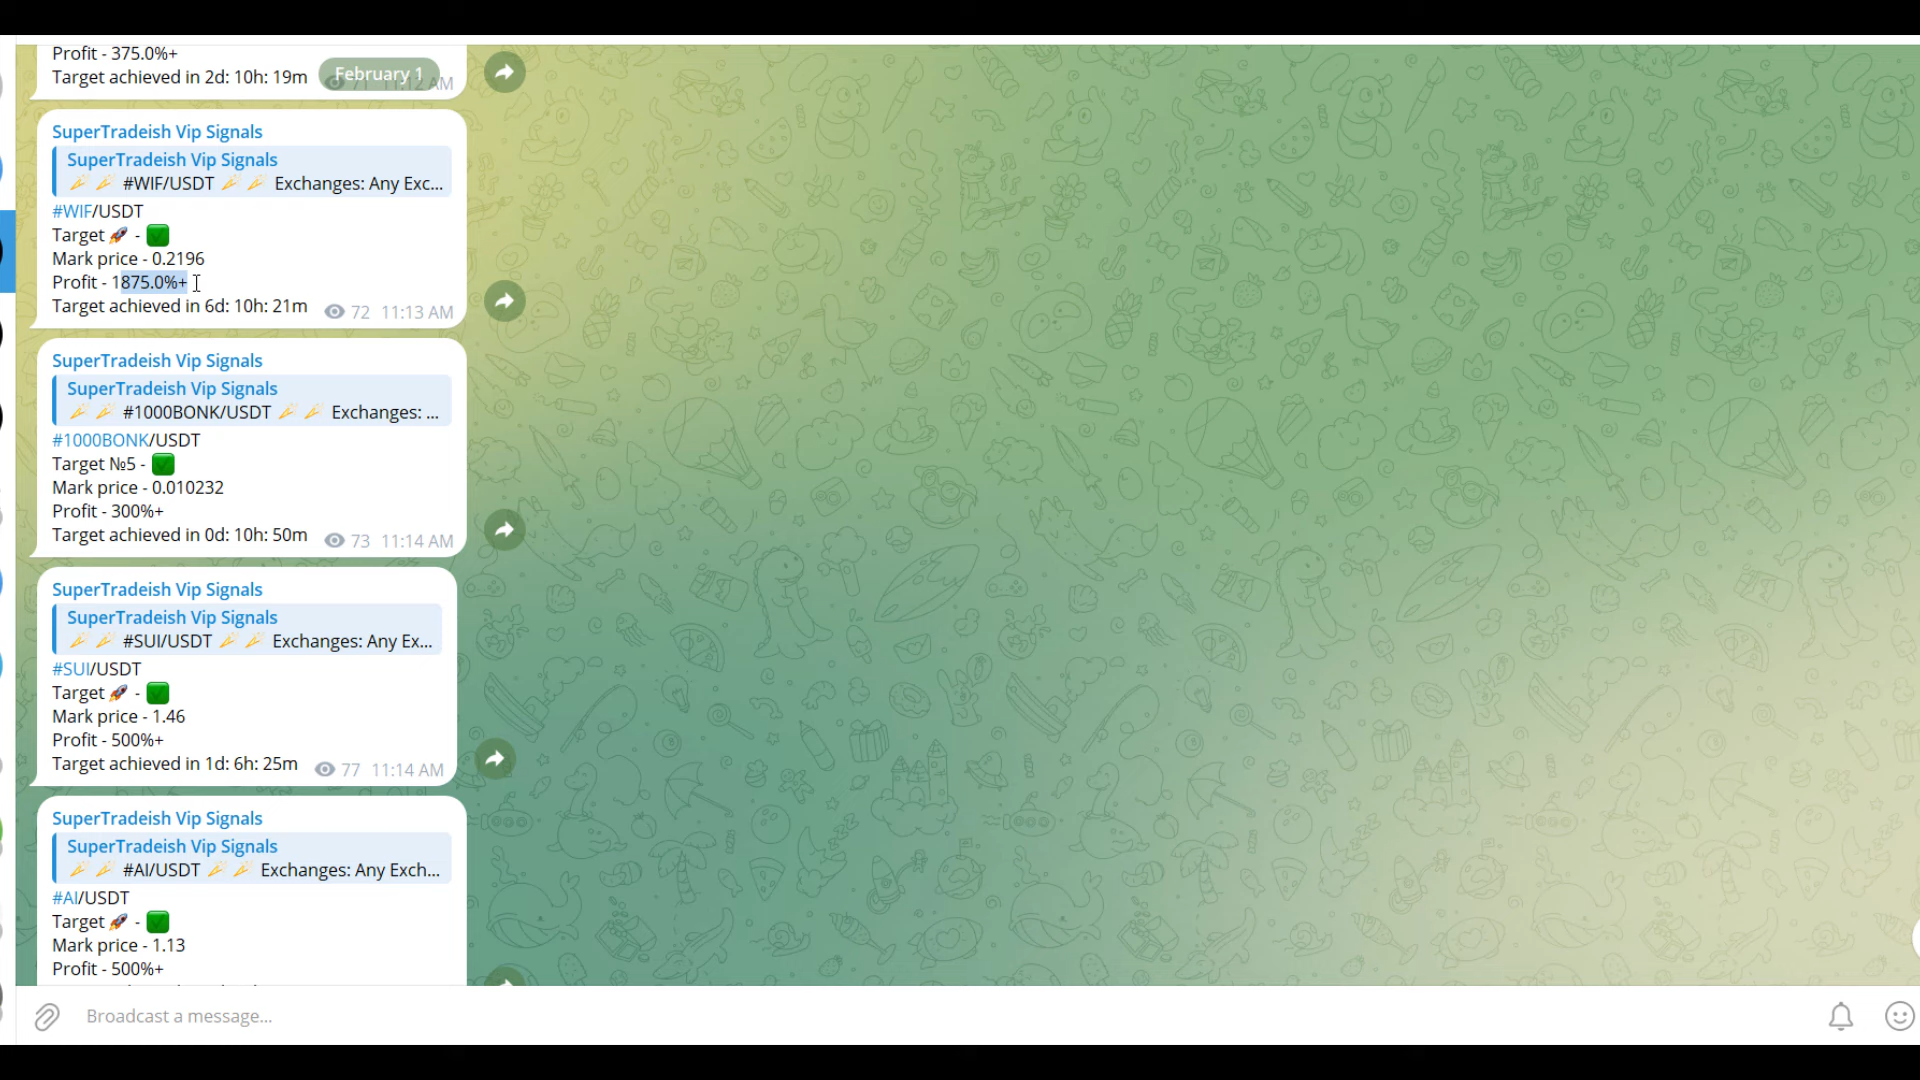 Profit - 375.0%+
Target achieved in 2d: 10h: 19m
February 1
SuperTradeish Vip Signals
SuperTradeish Vip Signals
🎉 🎉 #WIF/USDT 🎉 🎉 Exchanges: Any Exc...
#WIF/USDT
Target 🚀 - ✅
Mark price - 0.2196
Profit - 1875.0%+
Target achieved in 6d: 10h: 21m
72 11:13 AM
SuperTradeish Vip Signals
SuperTradeish Vip Signals
🎉 🎉 #1000BONK/USDT 🎉 🎉 Exchanges: ...
#1000BONK/USDT
Target №5 - ✅
Mark price - 0.010232
Profit - 300%+
Target achieved in 0d: 10h: 50m
73 11:14 AM
SuperTradeish Vip Signals
SuperTradeish Vip Signals
🎉 🎉 #SUI/USDT 🎉 🎉 Exchanges: Any Ex...
#SUI/USDT
Target 🚀 - ✅
Mark price - 1.46
Profit - 500%+
Target achieved in 1d: 6h: 25m
77 11:14 AM
SuperTradeish Vip Signals
SuperTradeish Vip Signals
🎉 🎉 #AI/USDT 🎉 🎉 Exchanges: Any Exch...
#AI/USDT
Target 🚀 - ✅
Mark price - 1.13
Profit - 500%+
Broadcast a message...